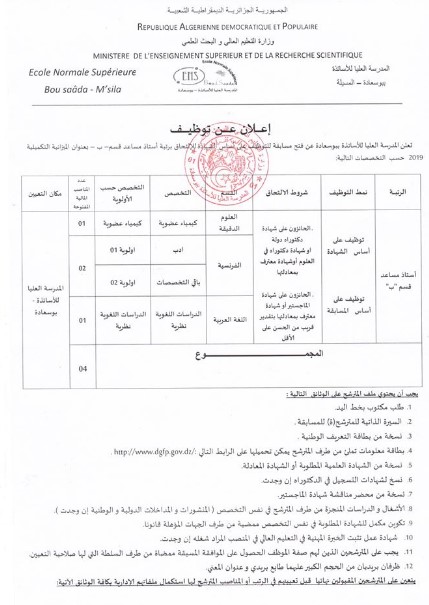 الجمهورية الجزائرية الديمقراطية الشعبية
REPUBLIQUE ALGERIENNE DEMOCRATIQUE ET POPULAIRE
وزارة التعليم العالي و البحث العلمي
MINISTERE DE L'ENSEIGNEMENT SUPERIEUR ET DE LA RECHERCHE SCIENTIFIQUE
Ecole Normale Supérieure
المدرسة العليا للأساتذة
Bou saâda - M'sila
بوسعادة – المسيلة
إعلان عن توظيف
تعلن المدرسة العليا للأساتذة ببوسعادة عن فتح مسابقة للتوظيف على أساس الشهادة للإلتحاق برتبة أستاذ مساعد قسم– ب – بعنوان الميزانية التكميلية
2019 حسب التخصصات التالية:
الرتبة
نمط التوظيف
شروط الالتحاق
القسم
التخصص
التخصص حسب الأولوية
عدد المناصب المالية المفتوحة
مكان التعيين
أستاذ مساعد قسم "ب"
توظيف على أساس الشهادة
. الحائزون على شهادة دكتوراه دولة أو شهادة دكتوراه في العلوم أو شهادة معترف بمعادلتها
العلوم الدقيقة
كيمياء عضوية
كيمياء عضوية
01
المدرسة العليا للأساتذة - بوسعادة
الفرنسية
ادب
اولوية 01
02
باقي التخصصات
اولوية 02
توظيف على أساس المسابقة
. الحائزون على شهادة الماجستير أو شهادة معترف بمعادلتها بتقدير قريب من الحسن على الأقل
اللغة العربية
الدراسات اللغوية نظرية
الدراسات اللغوية نظرية
01
المجموع
04
يجب أن يحتوي ملف المترشح على الوثائق التالية :
1. طلب مكتوب بخط اليد.
2. السيرة الذاتية للمترشح(ة) للمسابقة.
3. نسخة من بطاقة التعريف الوطنية .
4. بطاقة معلومات تملئ من طرف المترشح يمكن تحميلها على الرابط التالي http://www.dgfp.gov.dz/ .
5. نسخة من الشهادة العلمية المطلوبة أو الشهادة المعادلة.
6. نسخ لشهادات التسجيل في الدكتوراه إن وجدت.
7. نسخة من محضر مناقشة شهادة الماجستير.
8. الأشغال و الدراسات المنجزة من طرف المترشح في نفس التخصص ( المنشورات و المداخلات الدولية و الوطنية إن وجدت ).
9. تكوين مكمل للشهادة المطلوبة في نفس التخصص ممضية من طرف الجهات المؤهلة قانونا.
10. شهادة عمل تثبت الخبرة المهنية في التعليم العالي في المنصب المراد شغله إن وجدت.
11. يجب على المترشحين الذين لهم صفة الموظف الحصول على الموافقة المسبقة ممضاة من طرف السلطة التي لها صلاحية التعيين
12. ظرفان بريديان من الحجم الكبير عليهما طابع بريدي و عنوان المعني.
يتعين على المترشحين المقبولين نهائيا قبل تعيينهم في الرتب أو المناصب المترشح لها استكمال ملفاتهم الإدارية بكافة الوثائق الآتية: